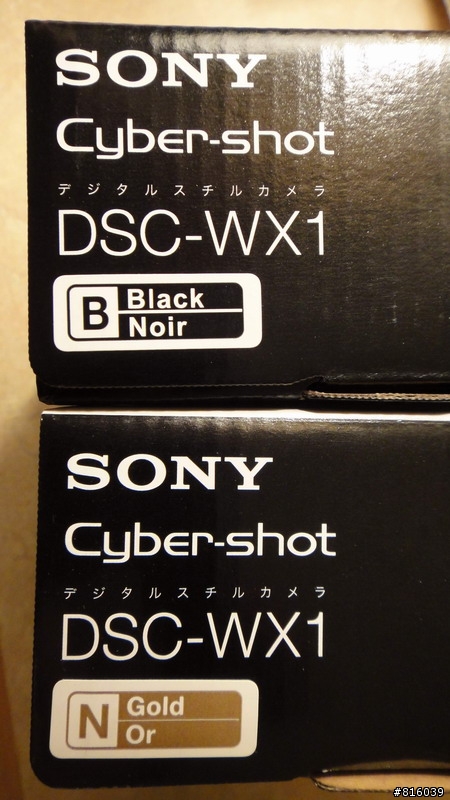 SONY
Cyber-shot
デジタルスチルカメラ
DSC-WX1
B Black
Noir
SONY
Cyber-shot
デジタルスチルカメラ
DSC-WX1
N Gold
Or
#816039